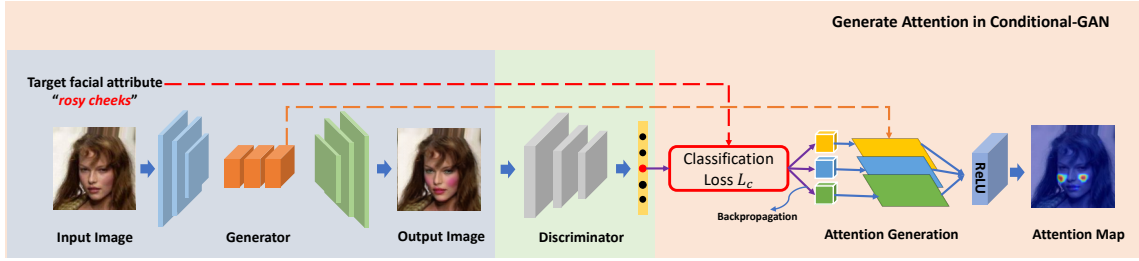 Generate Attention in Conditional-GAN
Target facial attribute
“rosy cheeks”
Classification
Loss L_c
ReLU
Backpropagation
Input Image
Generator
Output Image
Discriminator
Attention Generation
Attention Map